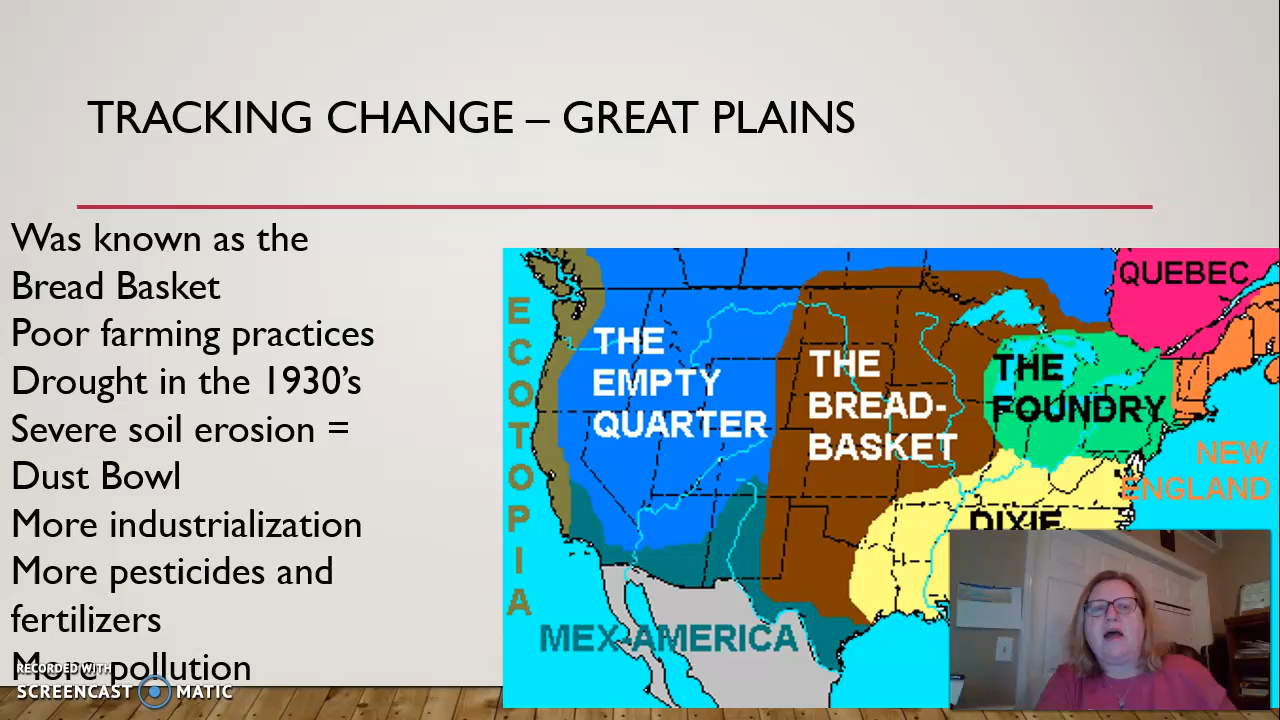 TRACKING CHANGE – GREAT PLAINS
Was known as the
Bread Basket
Poor farming practices
Drought in the 1930's
Severe soil erosion =
Dust Bowl
More industrialization
More pesticides and
fertilizers
More pollution
ECOTOPIA
THE
EMPTY
QUARTER
THE
BREAD-
BASKET
THE
FOUNDRY
QUEBEC
NEW
ENGLAND
DIXIE
MEX-AMERICA
RECORDED WITH
SCREENCAST MATIC